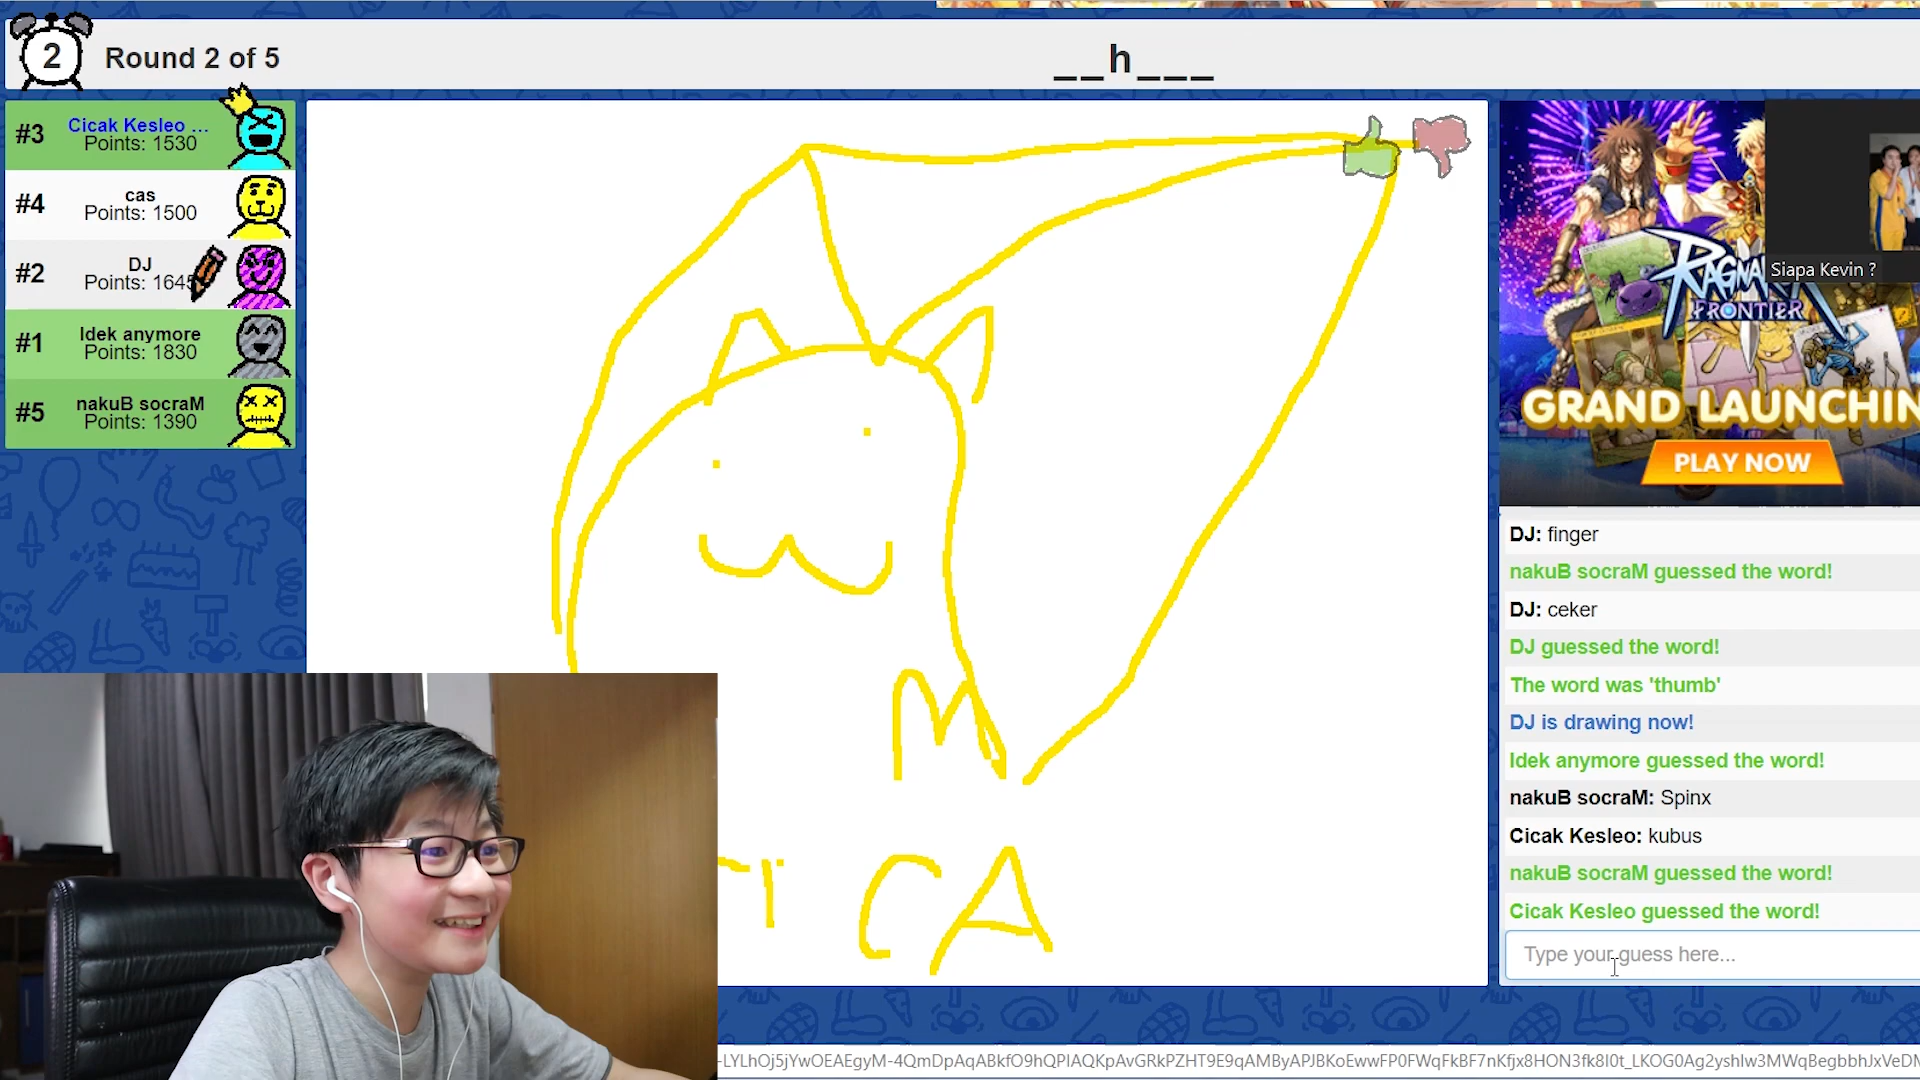 2
Round 2 of 5
__h___
#3
Cicak Kesleo ...
Points: 1530
#4
cas
Points: 1500
#2
DJ
Points: 1645
#1
Idek anymore
Points: 1830
#5
nakuB socraM
Points: 1390
M
CA
FRONTIER
GRAND LAUNCHIN
PLAY NOW
Siapa Kevin ?
DJ: finger
nakuB socraM guessed the word!
DJ: ceker
DJ guessed the word!
The word was 'thumb'
DJ is drawing now!
Idek anymore guessed the word!
nakuB socraM: Spinx
Cicak Kesleo: kubus
nakuB socraM guessed the word!
Cicak Kesleo guessed the word!
Type your guess here...